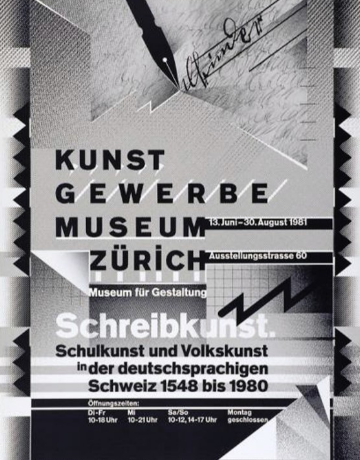 KUNST
GEWERBE
MUSEUM
13. Juni–30. August 1981
ZÜRICH
Ausstellungsstrasse 60
Museum für Gestaltung
Schreibkunst.
Schulkunst und Volkskunst
in der deutschsprachigen
Schweiz 1548 bis 1980
Öffnungszeiten:
Di-Fr Mi Sa/So Montag
10-18 Uhr 10-21 Uhr 10-12, 14-17 Uhr geschlossen